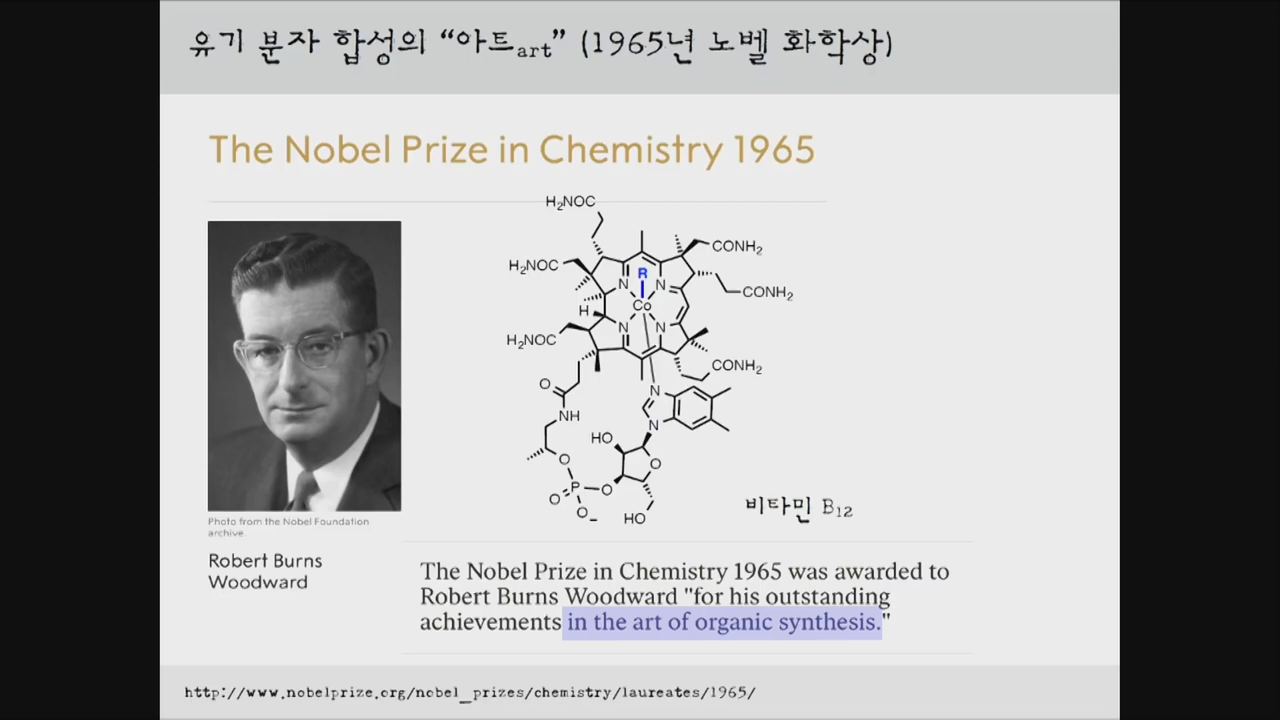 유기 분자 합성의 “아트art” (1965년 노벨 화학상)
The Nobel Prize in Chemistry 1965
H₂NOC
CONH₂
H₂NOC
R
N
N
CONH₂
Co
H
N
N
H₂NOC
CONH₂
O
N
NH
N
HO
O
O
P
O
O
O−
HO
비타민 B₁₂
Photo from the Nobel Foundation
archive.
Robert Burns
Woodward
The Nobel Prize in Chemistry 1965 was awarded to
Robert Burns Woodward "for his outstanding
achievements in the art of organic synthesis."
http://www.nobelprize.org/nobel_prizes/chemistry/laureates/1965/